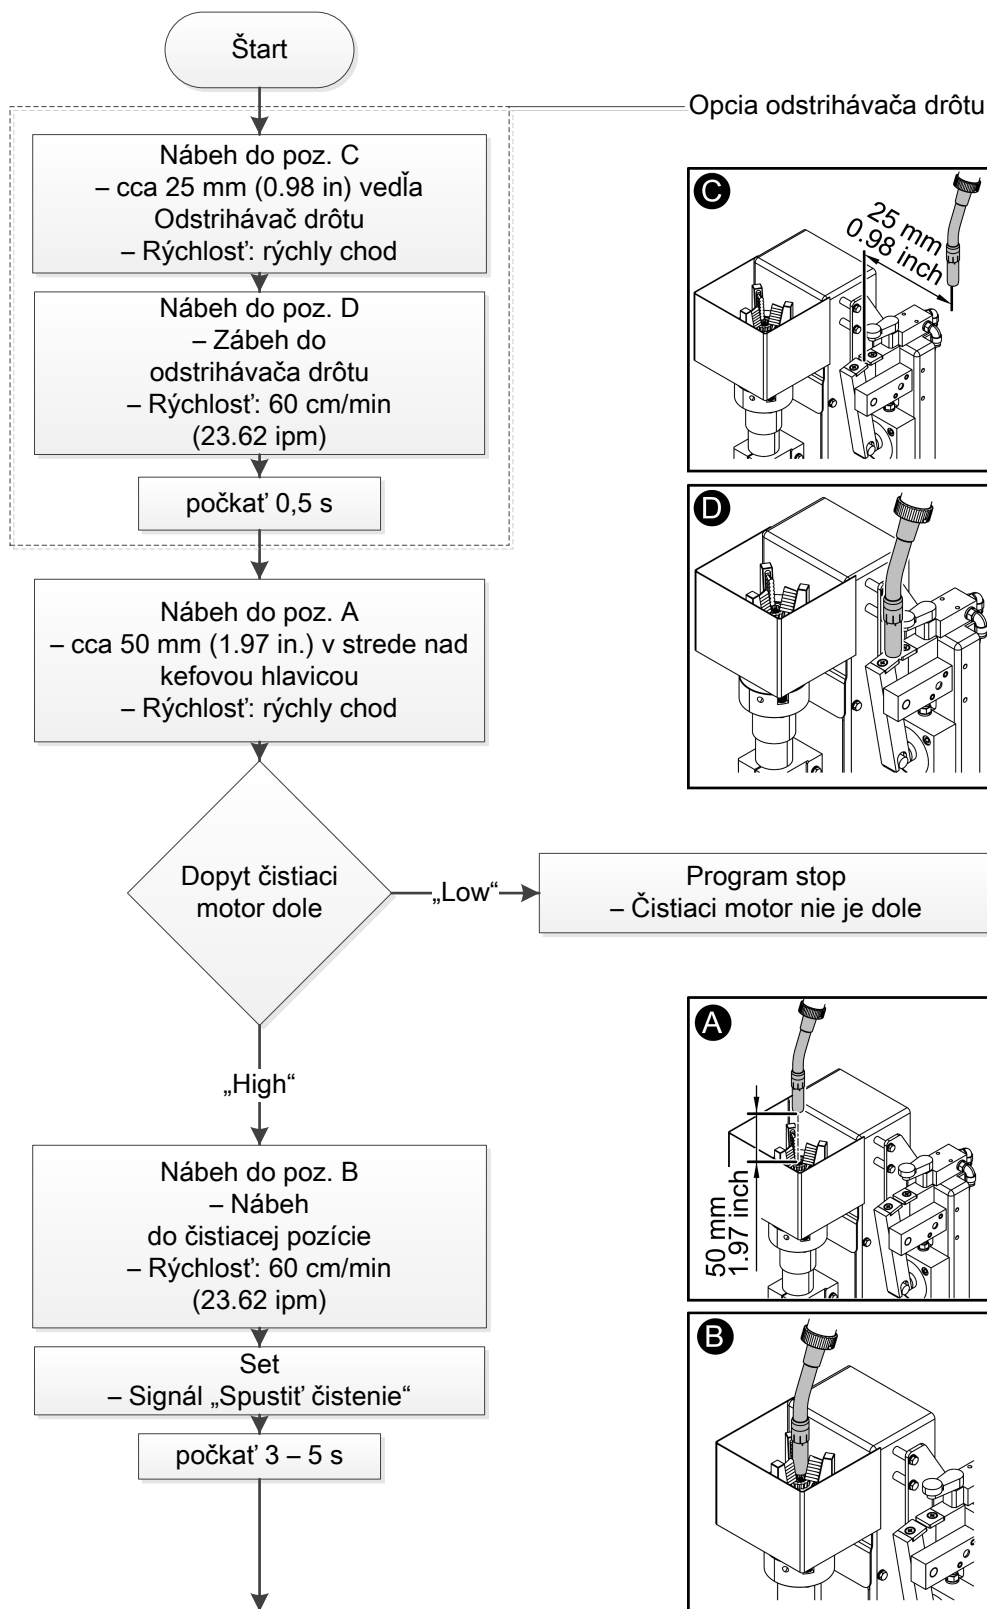 Štart
Opcia odstrihávača drôtu
Nábeh do poz. C
– cca 25 mm (0.98 in) vedľa
Odstrihávač drôtu
– Rýchlosť: rýchly chod
C
25 mm
0.98 inch
Nábeh do poz. D
– Zábeh do
odstrihávača drôtu
– Rýchlosť: 60 cm/min
(23.62 ipm)
počkať 0,5 s
D
Nábeh do poz. A
– cca 50 mm (1.97 in.) v strede nad
kefovou hlavicou
– Rýchlosť: rýchly chod
Dopyt čistiaci
motor dole
„Low“
Program stop
– Čistiaci motor nie je dole
„High“
A
50 mm
1.97 inch
Nábeh do poz. B
– Nábeh
do čistiacej pozície
– Rýchlosť: 60 cm/min
(23.62 ipm)
Set
– Signál „Spustiť čistenie“
počkať 3 – 5 s
B